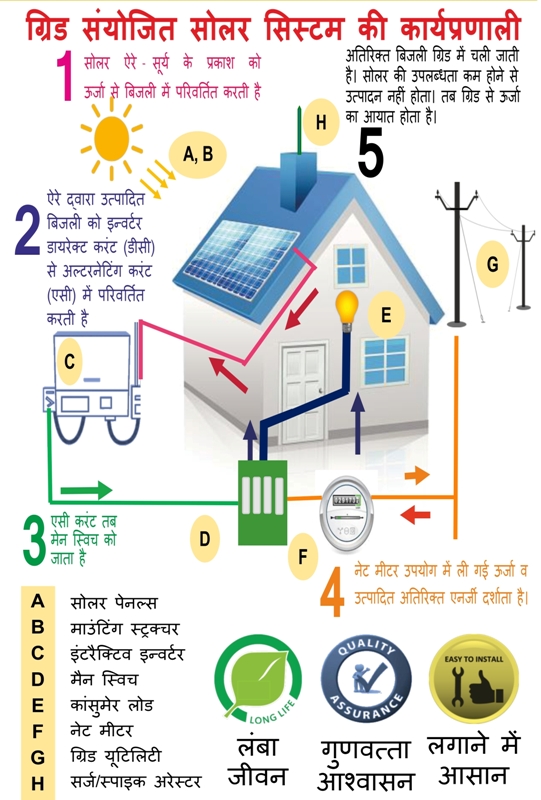 ग्रिड संयोजित सोलर सिस्टम की कार्यप्रणाली
1
सोलर ऐरे - सूर्य के प्रकाश को
ऊर्जा से बिजली में परिवर्तित करती है
अतिरिक्त बिजली ग्रिड में चली जाती
है। सोलर की उपलब्धता कम होने से
उत्पादन नहीं होता। तब ग्रिड से ऊर्जा
का आयात होता है।
5
H
A, B
2
ऐरे द्वारा उत्पादित
बिजली को इन्वर्टर
डायरेक्ट करंट (डीसी)
से अल्टरनेटिंग करंट
(एसी) में परिवर्तित
करती है
G
E
C
D
F
3
एसी करंट तब
मेन स्विच को
जाता है
4
नेट मीटर उपयोग में ली गई ऊर्जा व
उत्पादित अतिरिक्त एनर्जी दर्शाता है।
A सोलर पेनल्स
B माउंटिंग स्ट्रक्चर
C इंटरैक्टिव इन्वर्टर
D मैन स्विच
E कांसुमेर लोड
F नेट मीटर
G ग्रिड यूटिलिटी
H सर्ज/स्पाइक अरेस्टर
LONG LIFE
लंबा
जीवन
QUALITY
ASSURANCE
गुणवत्ता
आश्वासन
EASY TO INSTALL
लगाने में
आसान